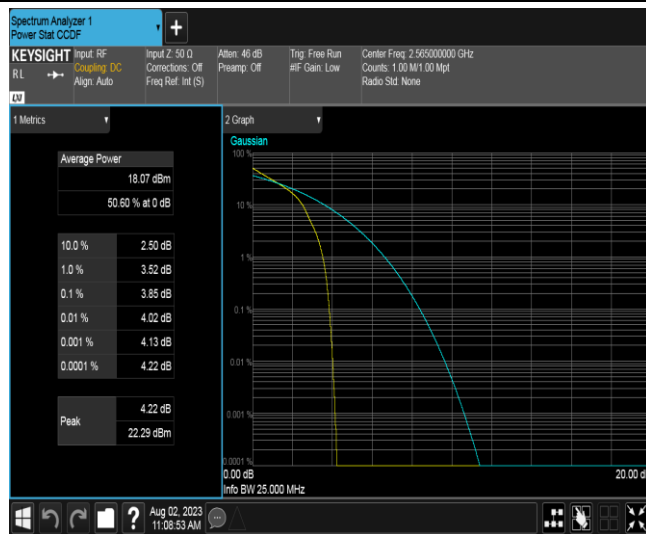 Spectrum Analyzer 1
Power Stat CCDF
+
KEYSIGHT
RL
LXI
Input: RF
Coupling: DC
Align: Auto
Input Z: 50 Ω
Corrections: Off
Freq Ref: Int (S)
Atten: 46 dB
Preamp: Off
Trig: Free Run
#IF Gain: Low
Center Freq: 2.565000000 GHz
Counts: 1.00 M/1.00 Mpt
Radio Std: None
1 Metrics
Average Power
18.07 dBm
50.60 % at 0 dB
10.0 % 2.50 dB
1.0 % 3.52 dB
0.1 % 3.85 dB
0.01 % 4.02 dB
0.001 % 4.13 dB
0.0001 % 4.22 dB
Peak
4.22 dB
22.29 dBm
2 Graph
Gaussian
100 %
10 %
1 %
0.1 %
0.01 %
0.001 %
0.0001 %
0.00 dB 20.00 d
Info BW 25.000 MHz
?
Aug 02, 2023
11:08:53 AM